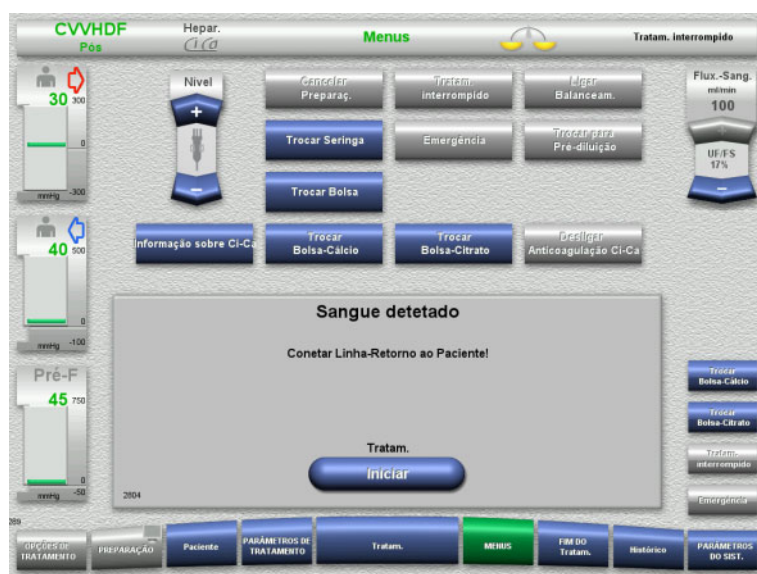 CVVHDF
Pós
Hepar.
Ci Ca
Menus
Tratam. interrompido
30
300
0
mmHg
-300
Nivel
+
−
Cancelar
Preparaç.
Tratam.
interrompido
Ligar
Balanceam.
Trocar Seringa
Emergência
Trocar para
Pré-diluição
Trocar Bolsa
Flux.-Sang.
ml/min
100
+
UF/FS
17%
−
40
500
0
mmHg
-100
Informação sobre Ci-Ca
Trocar
Bolsa-Cálcio
Trocar
Bolsa-Citrato
Desligar
Anticoagulação Ci-Ca
Sangue detetado
Conetar Linha-Retorno ao Paciente!
Tratam.
Iniciar
2804
Pré-F
45
750
0
mmHg
-50
Trocar
Bolsa-Cálcio
Trocar
Bolsa-Citrato
Tratam.
interrompido
Emergência
OPÇÕES DE
TRATAMENTO
PREPARAÇÃO
Paciente
PARÂMETROS DE
TRATAMENTO
Tratam.
MENUS
FIM DO
Tratam.
Histórico
PARÂMETROS
DO SIST.